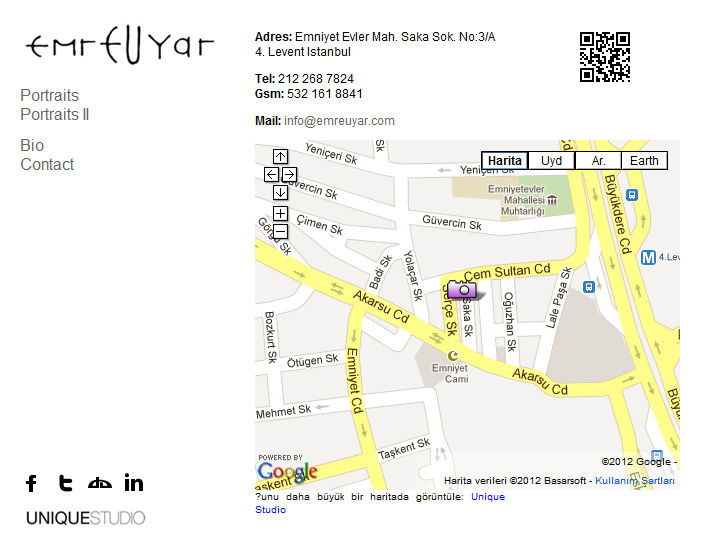 emrEUYar
Portraits
Portraits II
Bio
Contact
UNIQUESTUDIO
Adres: Emniyet Evler Mah. Saka Sok. No:3/A
4. Levent Istanbul
Tel: 212 268 7824
Gsm: 532 161 8841
Mail: info@emreuyar.com
Harita
Uyd
Ar.
Earth
Yeniçeri Sk
Yeniçeri Sk
Güvercin Sk
Çimen Sk
Emniyetevler
Mahallesi
Muhtarlığı
Güvercin Sk
Büyükdere Cd
Badi Sk
Yolaçar Sk
Cem Sultan Cd
M 4.Lev
Akarsu Cd
Serçe Sk
Saka Sk
Oğuzhan Sk
Lale Paşa Sk
Bozkurt Sk
Ötügen Sk
Emniyet Cd
Emniyet
Cami
Akarsu Cd
Mehmet Sk
Taşkent Sk
POWERED BY
Google
aşkent Sk
©2012 Google -
Harita verileri ©2012 Basarsoft - Kullanım Şartları
?unu daha büyük bir haritada görüntüle: Unique
Studio